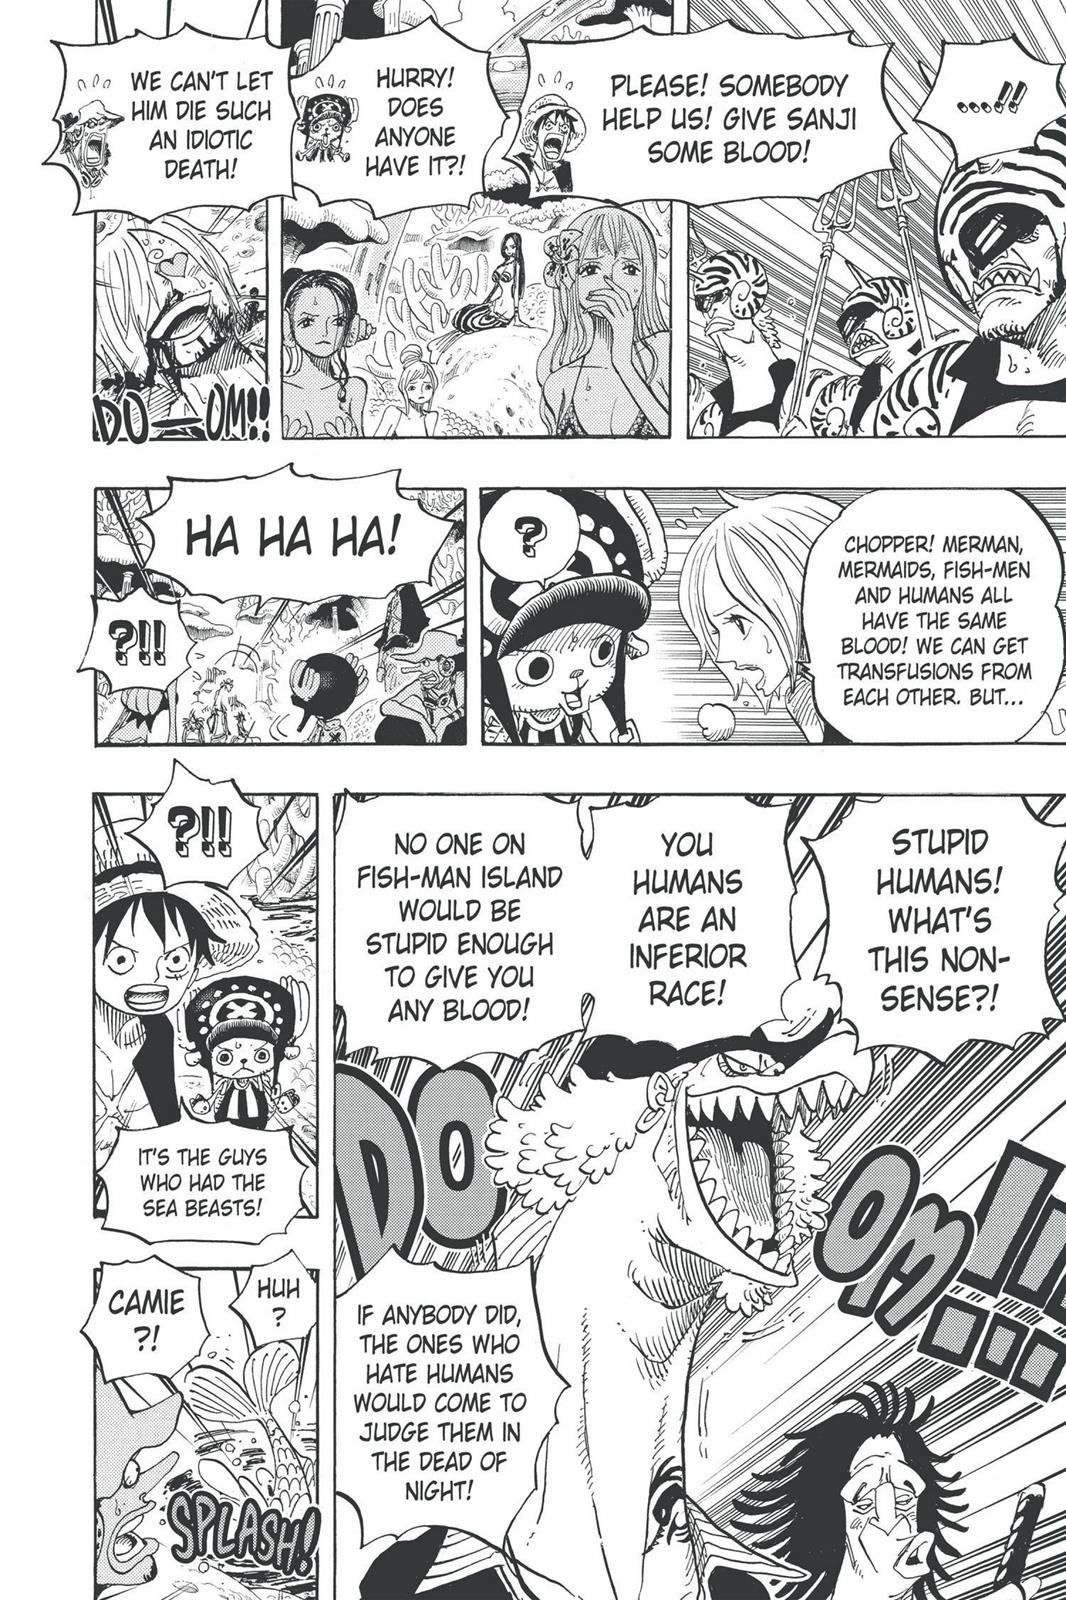 ....!!
PLEASE! SOMEBODY
HELP US! GIVE SANJI
SOME BLOOD!
HURRY!
DOES
ANYONE
HAVE IT?!
WE CAN'T LET
HIM DIE SUCH
AN IDIOTIC
DEATH!
DO—OM!!
CHOPPER! MERMAN,
MERMAIDS, FISH-MEN
AND HUMANS ALL
HAVE THE SAME
BLOOD! WE CAN GET
TRANSFUSIONS FROM
EACH OTHER. BUT...
?
HA HA HA!
?!!
STUPID
HUMANS!
WHAT'S
THIS NON-
SENSE?!
YOU
HUMANS
ARE AN
INFERIOR
RACE!
NO ONE ON
FISH-MAN ISLAND
WOULD BE
STUPID ENOUGH
TO GIVE YOU
ANY BLOOD!
DO OM...!!!
IF ANYBODY DID,
THE ONES WHO
HATE HUMANS
WOULD COME TO
JUDGE THEM IN
THE DEAD OF
NIGHT!
?!!
IT'S THE GUYS
WHO HAD THE
SEA BEASTS!
HUH
?
CAMIE
?!
SPLASH!